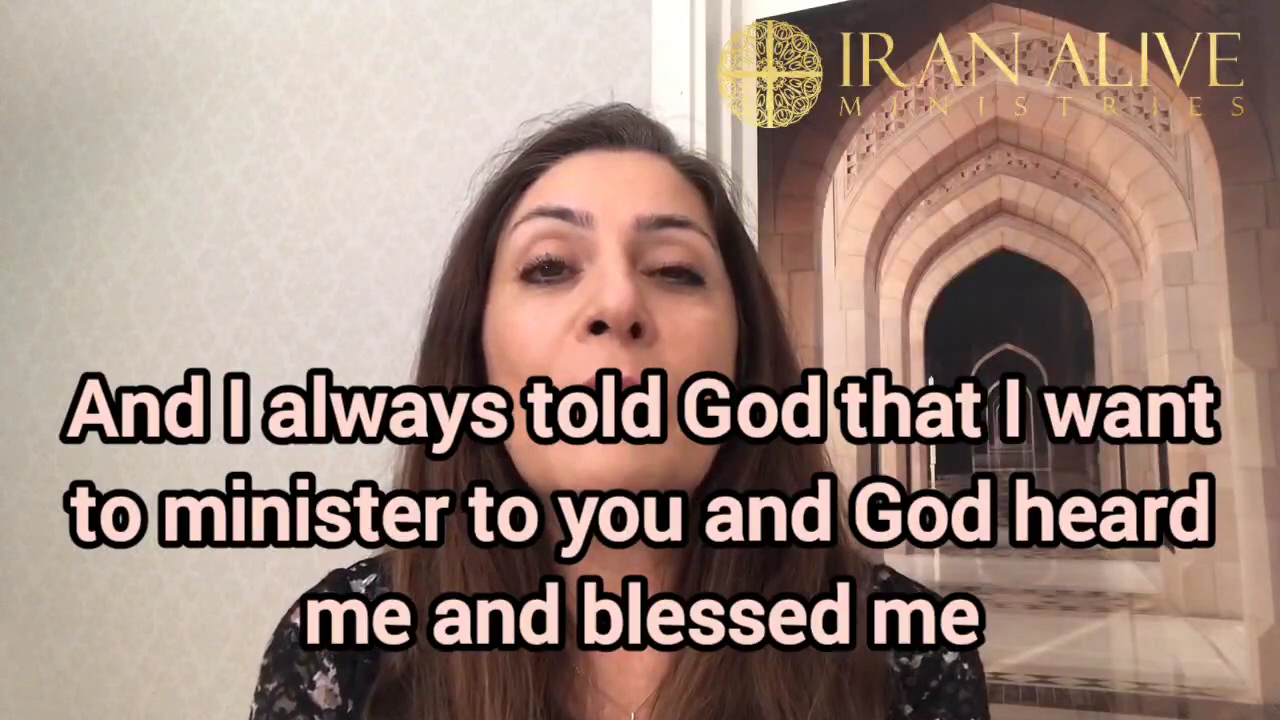 IRAN ALIVE
MINISTRIES
And I always told God that I want
to minister to you and God heard
me and blessed me